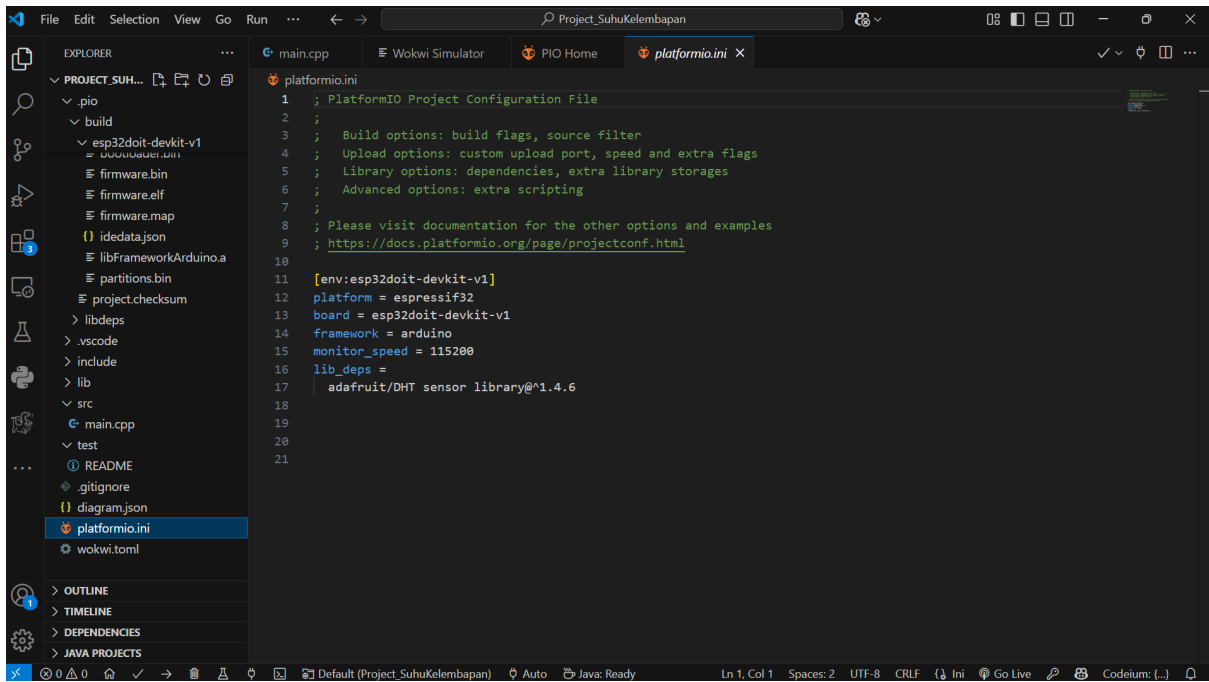 File Edit Selection View Go Run ··· Project_SuhuKelembapan
EXPLORER ···
PROJECT_SUH...
.pio
build
esp32doit-devkit-v1
bootloader.bin
firmware.bin
firmware.elf
firmware.map
{} idedata.json
libFrameworkArduino.a
partitions.bin
project.checksum
libdeps
.vscode
include
lib
src
main.cpp
test
README
.gitignore
{} diagram.json
platformio.ini
wokwi.toml
OUTLINE
TIMELINE
DEPENDENCIES
JAVA PROJECTS
3
1
main.cpp Wokwi Simulator PIO Home platformio.ini
platformio.ini
1 ; PlatformIO Project Configuration File
2 ;
3 ;   Build options: build flags, source filter
4 ;   Upload options: custom upload port, speed and extra flags
5 ;   Library options: dependencies, extra library storages
6 ;   Advanced options: extra scripting
7 ;
8 ; Please visit documentation for the other options and examples
9 ; https://docs.platformio.org/page/projectconf.html
10
11 [env:esp32doit-devkit-v1]
12 platform = espressif32
13 board = esp32doit-devkit-v1
14 framework = arduino
15 monitor_speed = 115200
16 lib_deps =
17   adafruit/DHT sensor library@^1.4.6
18
19
20
21
0 0 Default (Project_SuhuKelembapan) Auto Java: Ready Ln 1, Col 1 Spaces: 2 UTF-8 CRLF Ini Go Live Codeium: {...}